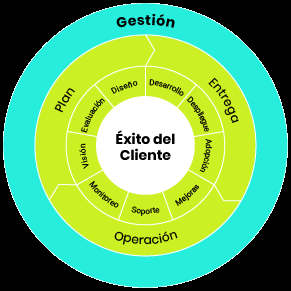 Gestión
Plan
Entrega
Operación
Visión
Evaluación
Diseño
Desarrollo
Despliegue
Adopción
Mejoras
Soporte
Monitoreo
Éxito del
Cliente